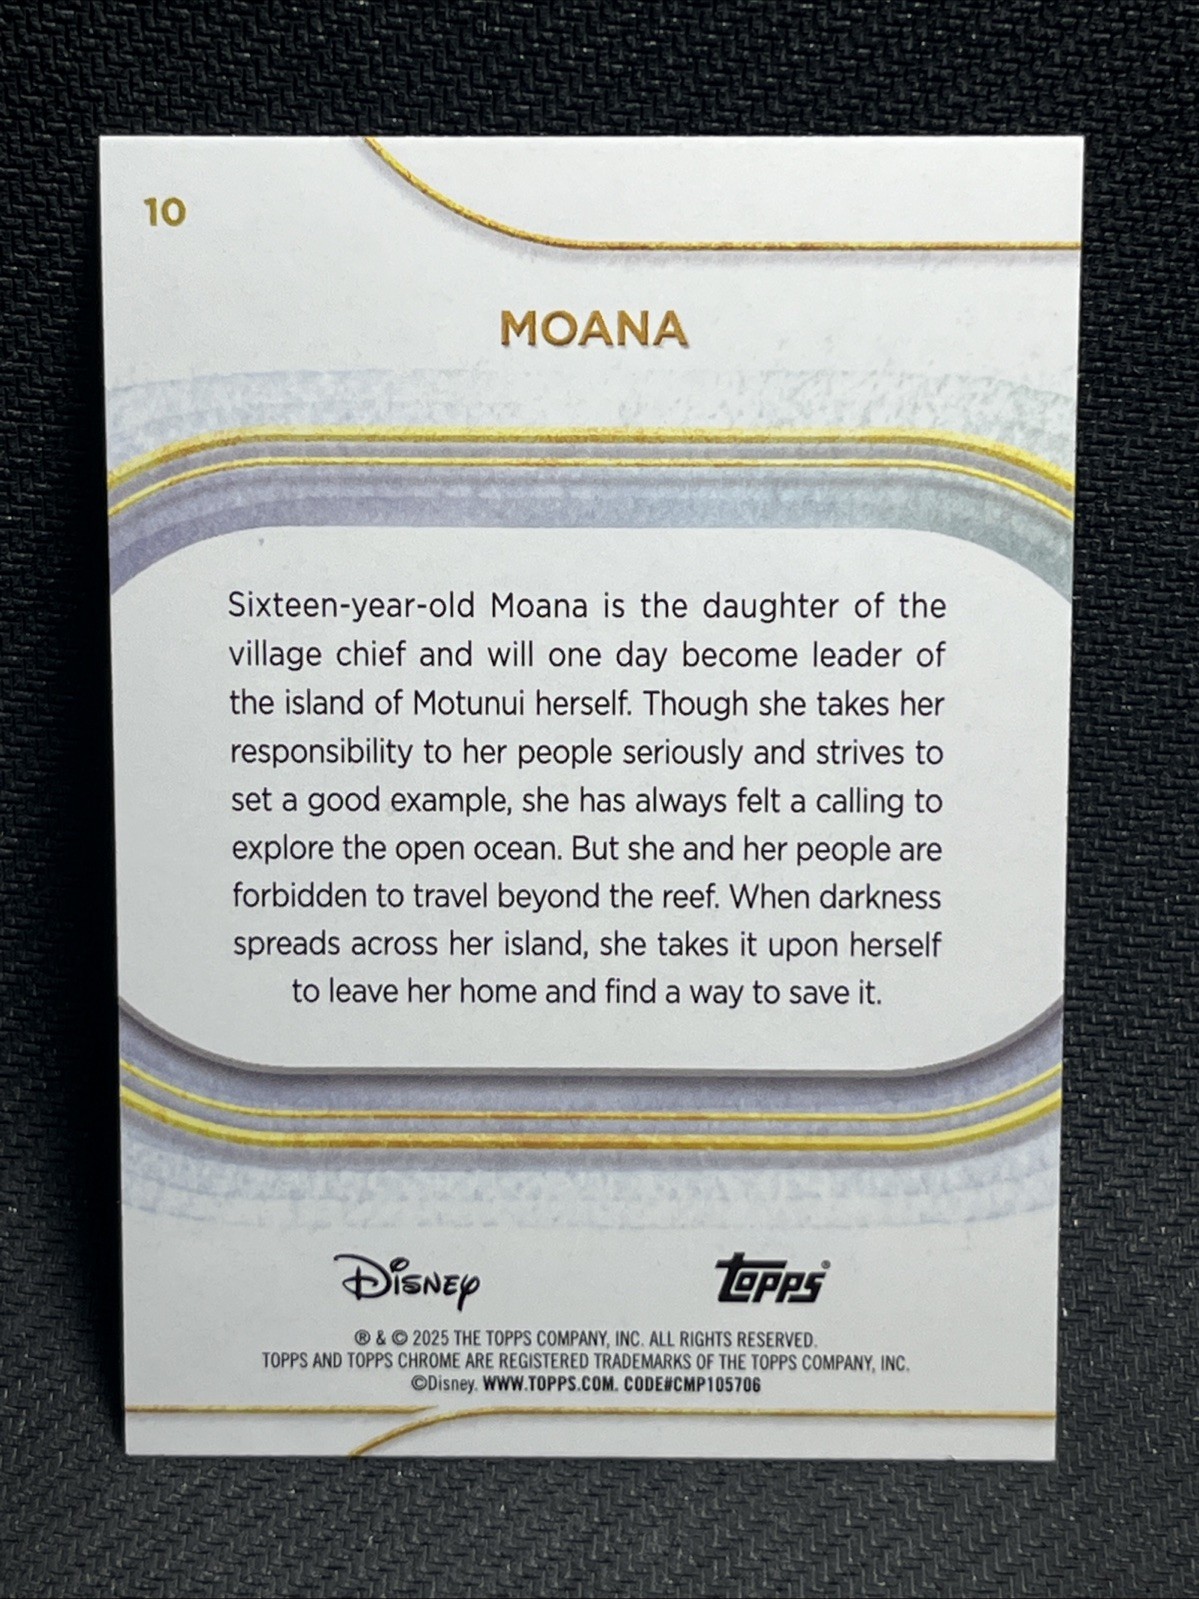 10
MOANA
Sixteen-year-old Moana is the daughter of the
village chief and will one day become leader of
the island of Motunui herself. Though she takes her
responsibility to her people seriously and strives to
set a good example, she has always felt a calling to
explore the open ocean. But she and her people are
forbidden to travel beyond the reef. When darkness
spreads across her island, she takes it upon herself
to leave her home and find a way to save it.
Disney topps®
® & © 2025 THE TOPPS COMPANY, INC. ALL RIGHTS RESERVED.
TOPPS AND TOPPS CHROME ARE REGISTERED TRADEMARKS OF THE TOPPS COMPANY, INC.
©Disney. WWW.TOPPS.COM. CODE#CMP105706